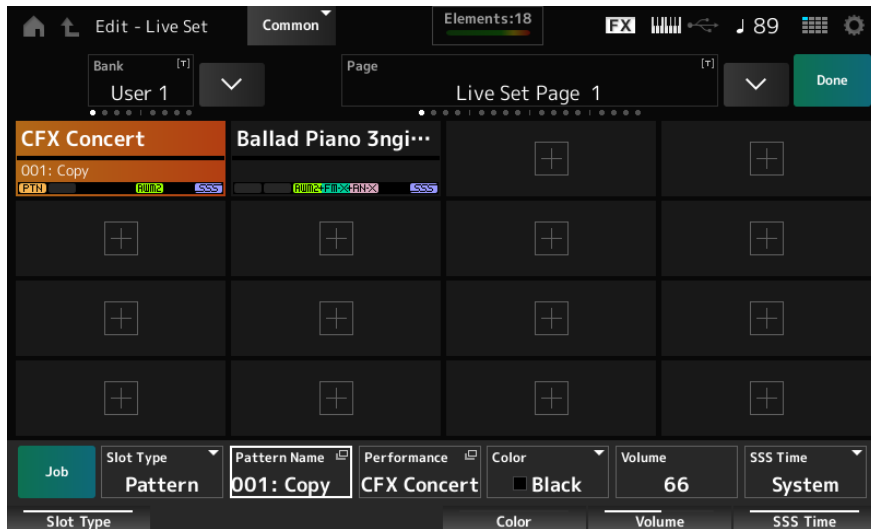 Edit - Live Set
Common
Elements:18
FX
♩ 89
Bank
[T]
User 1
Page
[T]
Live Set Page 1
Done
CFX Concert
001: Copy
PTN
AWM2
SSS
Ballad Piano 3ngi…
AWM2+FM-X+AN-X
SSS
Job
Slot Type
Pattern
Pattern Name
001: Copy
Performance
CFX Concert
Color
Black
Volume
66
SSS Time
System
Slot Type
Color
Volume
SSS Time